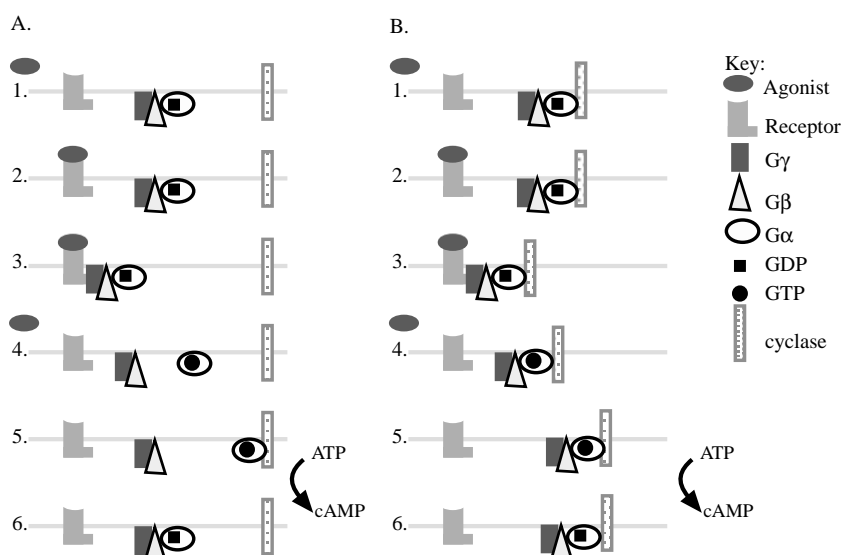 A.
1.
2.
3.
4.
5.
ATP
cAMP
6.
B.
1.
2.
3.
4.
5.
ATP
cAMP
6.
Key:
Agonist
Receptor
Gγ
Gβ
Gα
GDP
GTP
cyclase